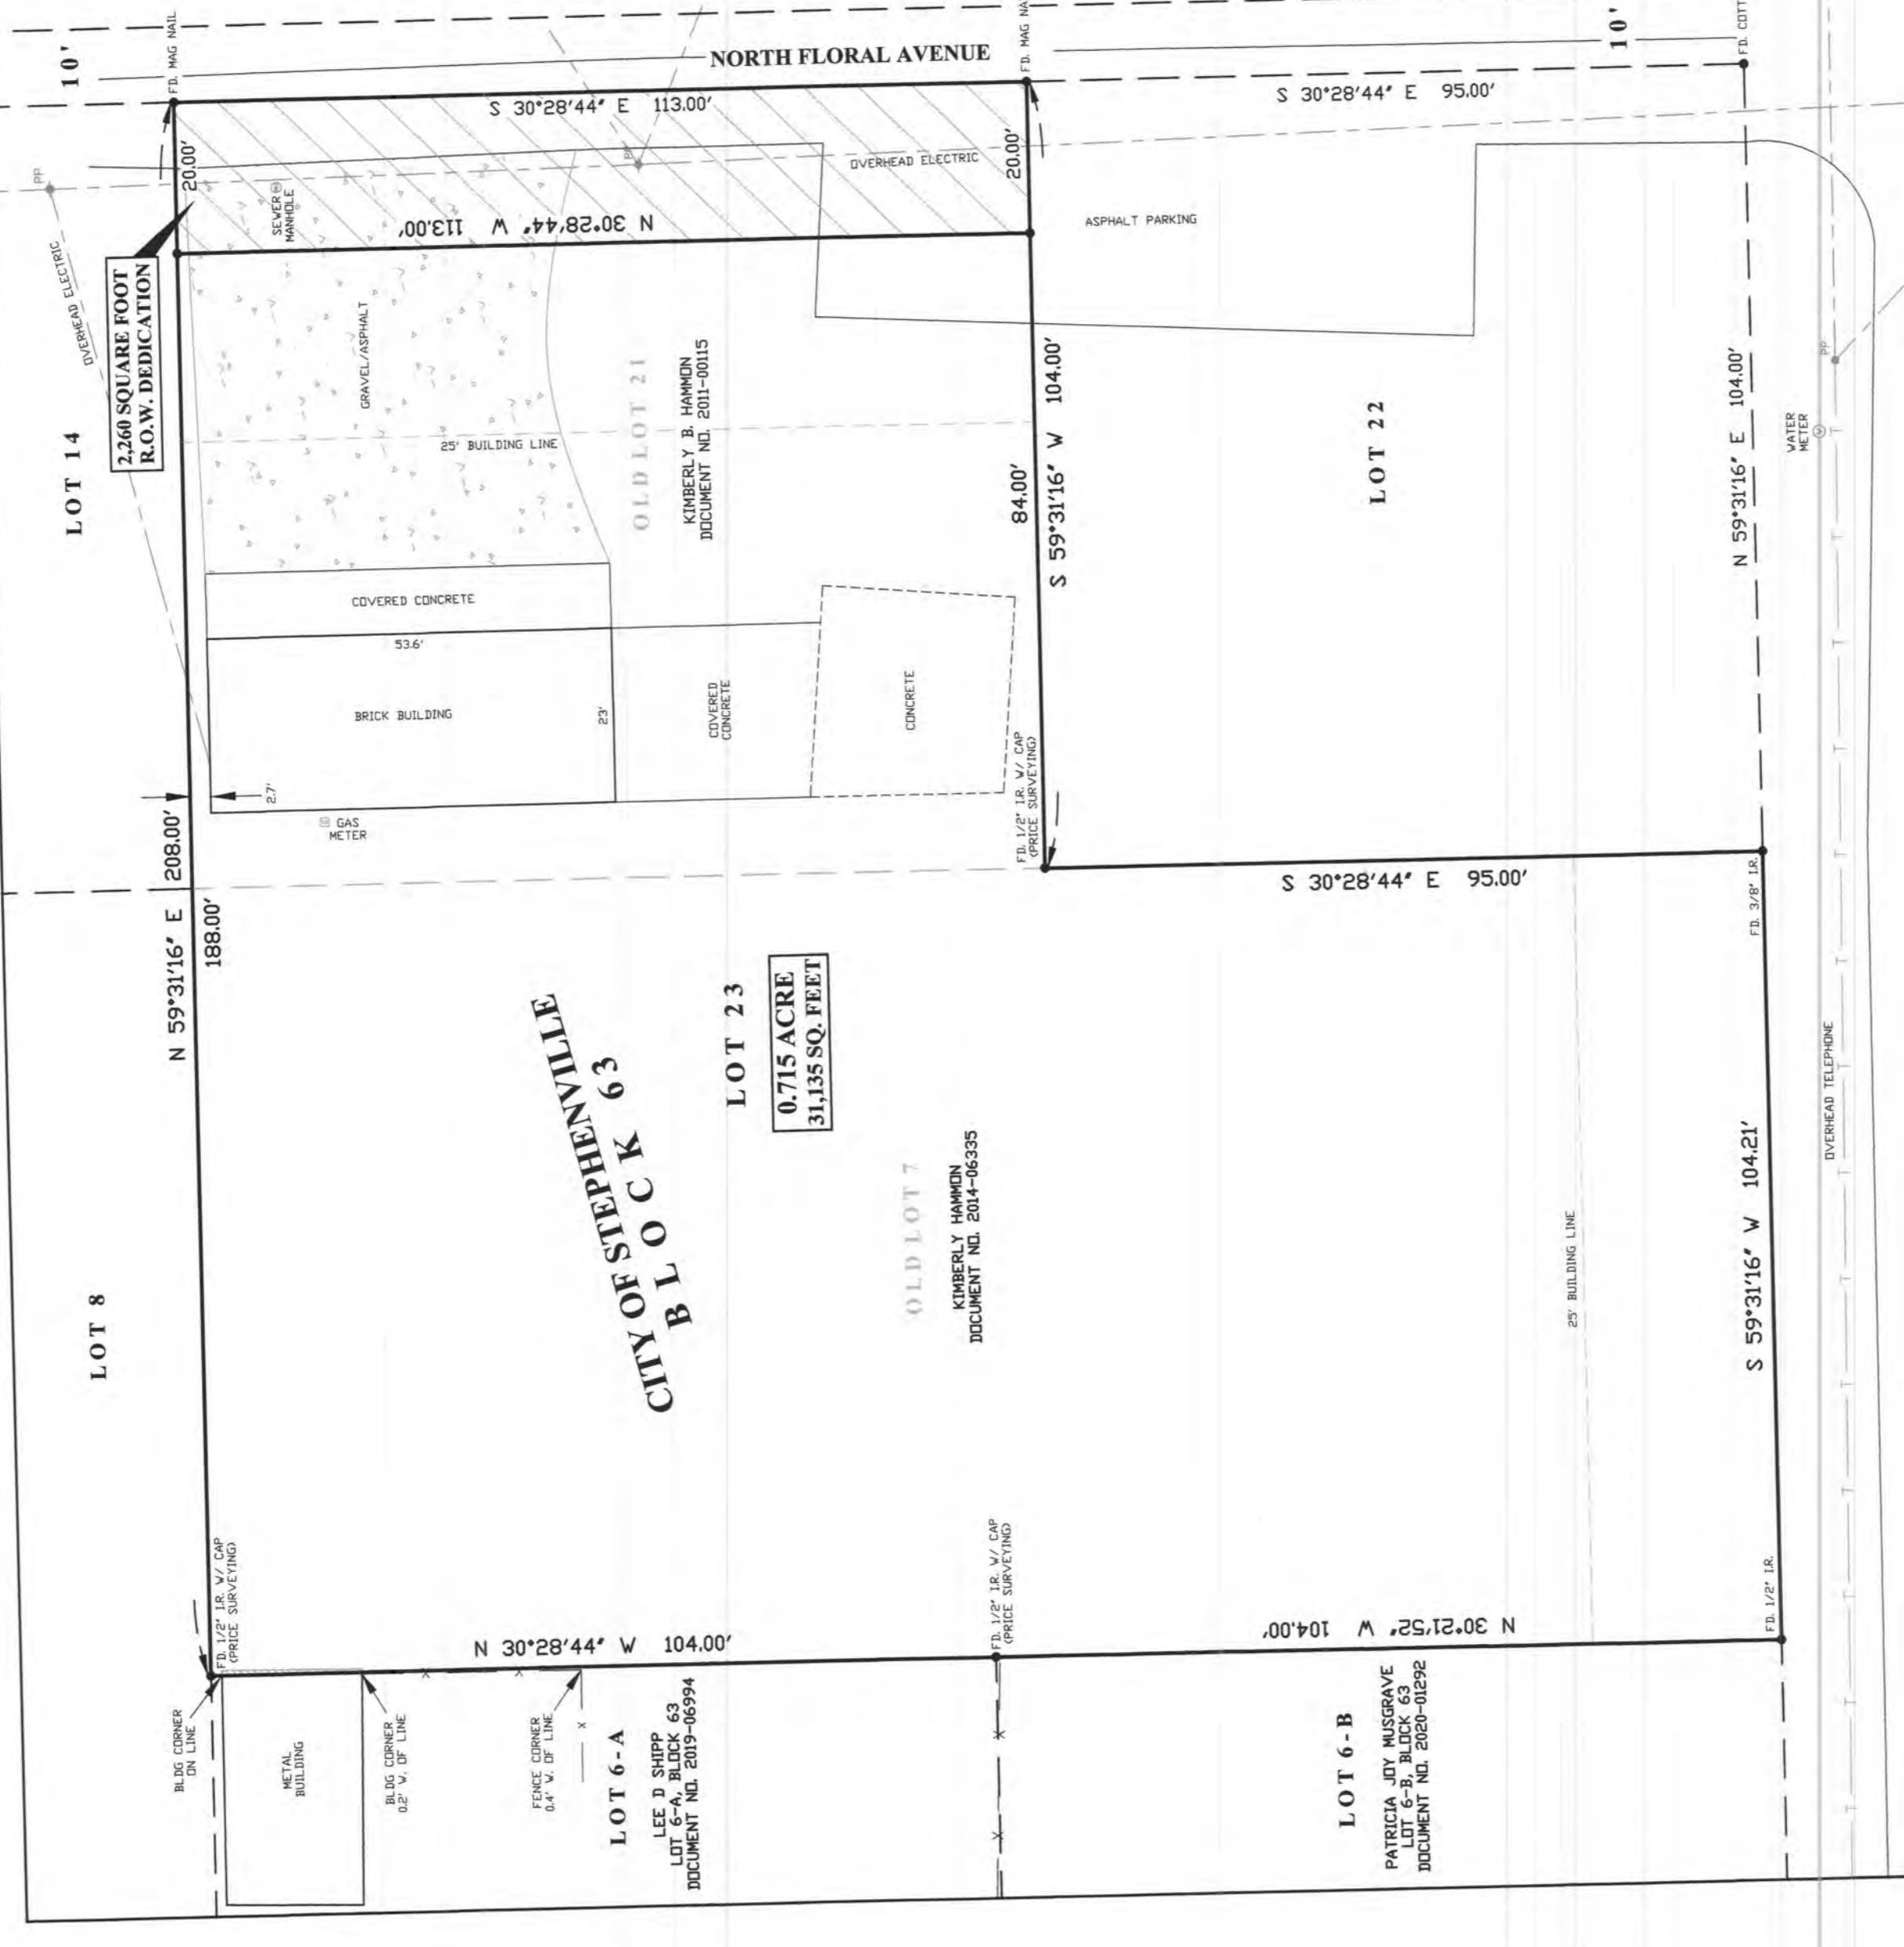 10'
FD. MAG NAIL
NORTH FLORAL AVENUE
10'
S 30°28'44" E 113.00'
S 30°28'44" E 95.00'
PP
OVERHEAD ELECTRIC
20.00'
SEWER
MANHOLE
PP
OVERHEAD ELECTRIC
20.00'
N 30°28'44" W 113.00'
ASPHALT PARKING
2,260 SQUARE FOOT
R.O.W. DEDICATION
LOT 14
GRAVEL/ASPHALT
25' BUILDING LINE
OLD LOT 21
KIMBERLY B. HAMMON
DOCUMENT NO. 2011-00115
84.00'
S 59°31'16" W 104.00'
LOT 22
N 59°31'16" E 104.00'
PP
WATER
METER
COVERED CONCRETE
53.6'
BRICK BUILDING
23'
COVERED
CONCRETE
CONCRETE
2.7'
GAS
METER
FD. 1/2" I.R. W/ CAP
(PRICE SURVEYING)
N 59°31'16" E 208.00'
188.00'
S 30°28'44" E 95.00'
FD. 3/8" I.R.
CITY OF STEPHENVILLE
BLOCK 63
LOT 23
0.715 ACRE
31,135 SQ. FEET
OLD LOT 7
KIMBERLY HAMMON
DOCUMENT NO. 2014-06335
25' BUILDING LINE
S 59°31'16" W 104.21'
OVERHEAD TELEPHONE
LOT 8
FD. 1/2" I.R. W/ CAP
(PRICE SURVEYING)
N 30°28'44" W 104.00'
FD. 1/2" I.R. W/ CAP
(PRICE SURVEYING)
N 30°21'52" W 104.00'
FD. 1/2" I.R.
BLDG CORNER
ON LINE
METAL
BUILDING
BLDG CORNER
0.2' W. OF LINE
FENCE CORNER
0.4' W. OF LINE
LOT 6-A
LEE D SHIPP
LOT 6-A, BLOCK 63
DOCUMENT NO. 2019-06994
LOT 6-B
PATRICIA JOY MUSGRAVE
LOT 6-B, BLOCK 63
DOCUMENT NO. 2020-01292